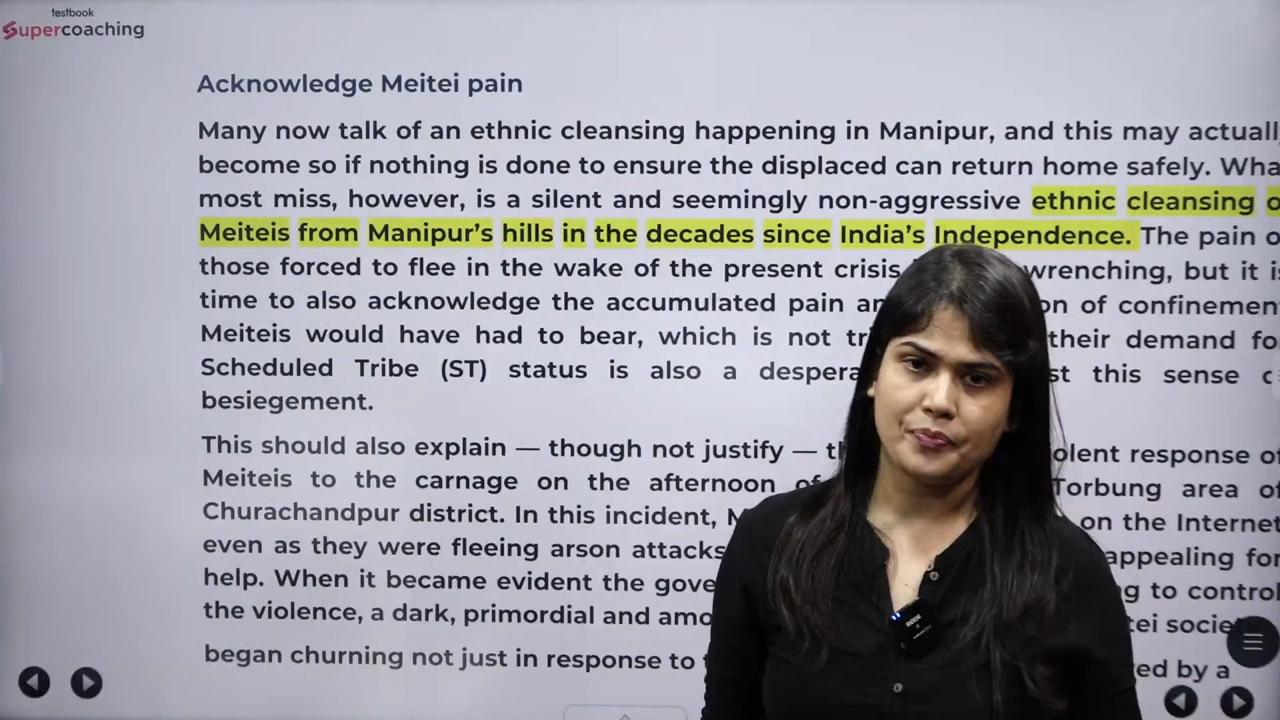 testbook
Supercoaching
Acknowledge Meitei pain
Many now talk of an ethnic cleansing happening in Manipur, and this may actually
become so if nothing is done to ensure the displaced can return home safely. Wha
most miss, however, is a silent and seemingly non-aggressive ethnic cleansing o
Meiteis from Manipur's hills in the decades since India's Independence. The pain o
those forced to flee in the wake of the present crisis wrenching, but it is
time to also acknowledge the accumulated pain an on of confinemen
Meiteis would have had to bear, which is not tri their demand fo
Scheduled Tribe (ST) status is also a despera st this sense
besiegement.
This should also explain — though not justify — th olent response of
Meiteis to the carnage on the afternoon of Torbung area of
Churachandpur district. In this incident, M on the Internet
even as they were fleeing arson attacks appealing for
help. When it became evident the gove g to control
the violence, a dark, primordial and amo tei socie
began churning not just in response to ed by a